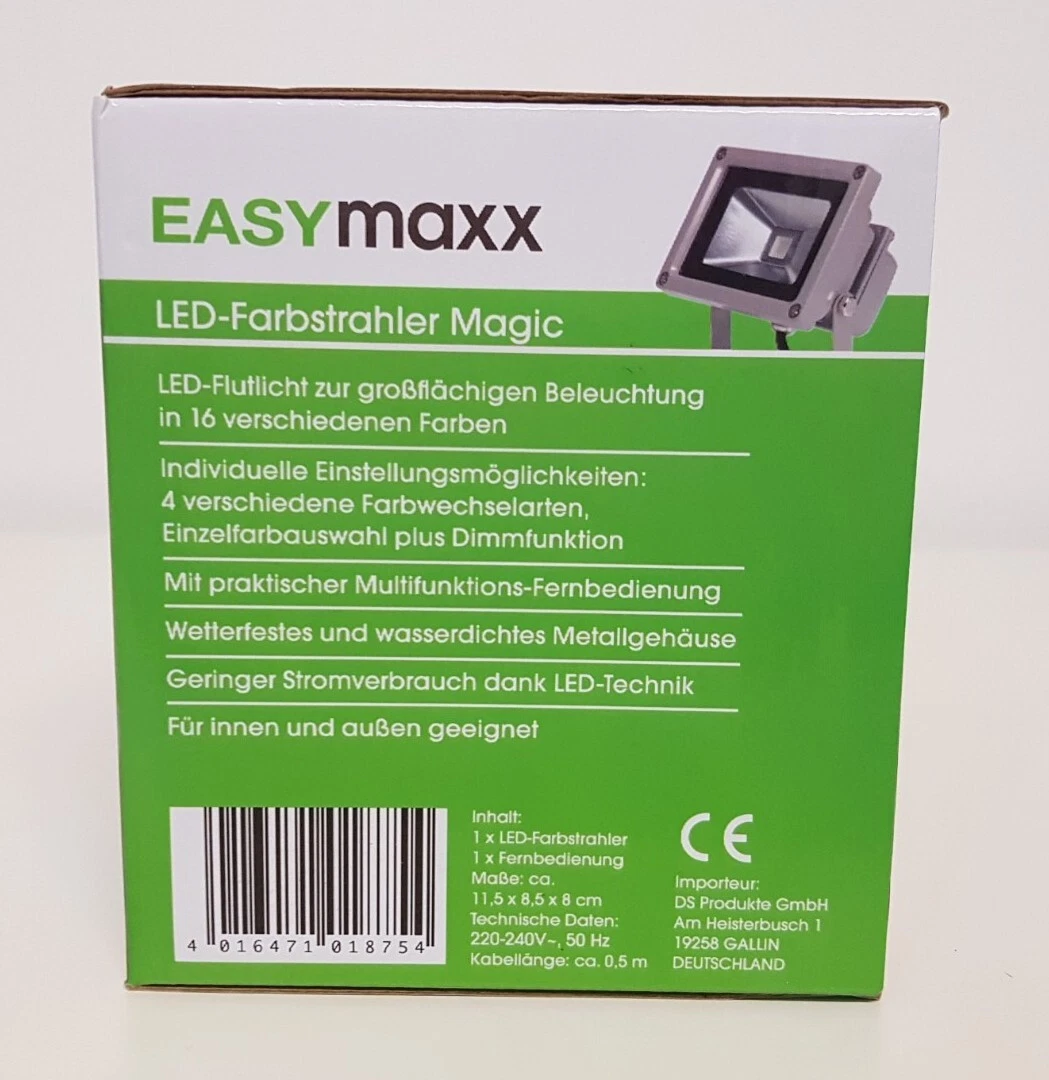 EASYmaxx
LED-Farbstrahler Magic
LED-Flutlicht zur großflächigen Beleuchtung
in 16 verschiedenen Farben
Individuelle Einstellungsmöglichkeiten:
4 verschiedene Farbwechselarten,
Einzelfarbauswahl plus Dimmfunktion
Mit praktischer Multifunktions-Fernbedienung
Wetterfestes und wasserdichtes Metallgehäuse
Geringer Stromverbrauch dank LED-Technik
Für innen und außen geeignet
4 016471 018754
Inhalt:
1 x LED-Farbstrahler
1 x Fernbedienung
Maße: ca.
11,5 x 8,5 x 8 cm
Technische Daten:
220-240V~, 50 Hz
Kabellänge: ca. 0,5 m
CE
Importeur:
DS Produkte GmbH
Am Heisterbusch 1
19258 GALLIN
DEUTSCHLAND